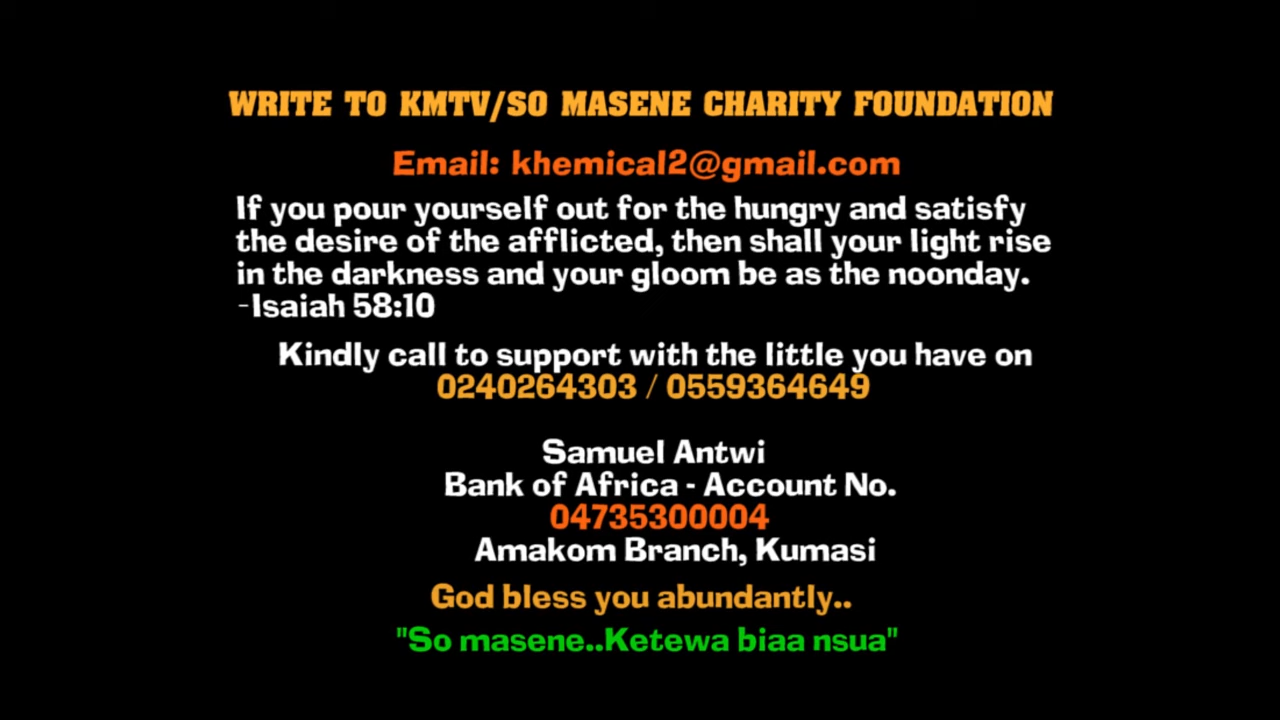 WRITE TO KMTV/SO MASENE CHARITY FOUNDATION
Email: khemical2@gmail.com
If you pour yourself out for the hungry and satisfy
the desire of the afflicted, then shall your light rise
in the darkness and your gloom be as the noonday.
-Isaiah 58:10
Kindly call to support with the little you have on
0240264303 / 0559364649
Samuel Antwi
Bank of Africa - Account No.
04735300004
Amakom Branch, Kumasi
God bless you abundantly..
"So masene..Ketewa biaa nsua"